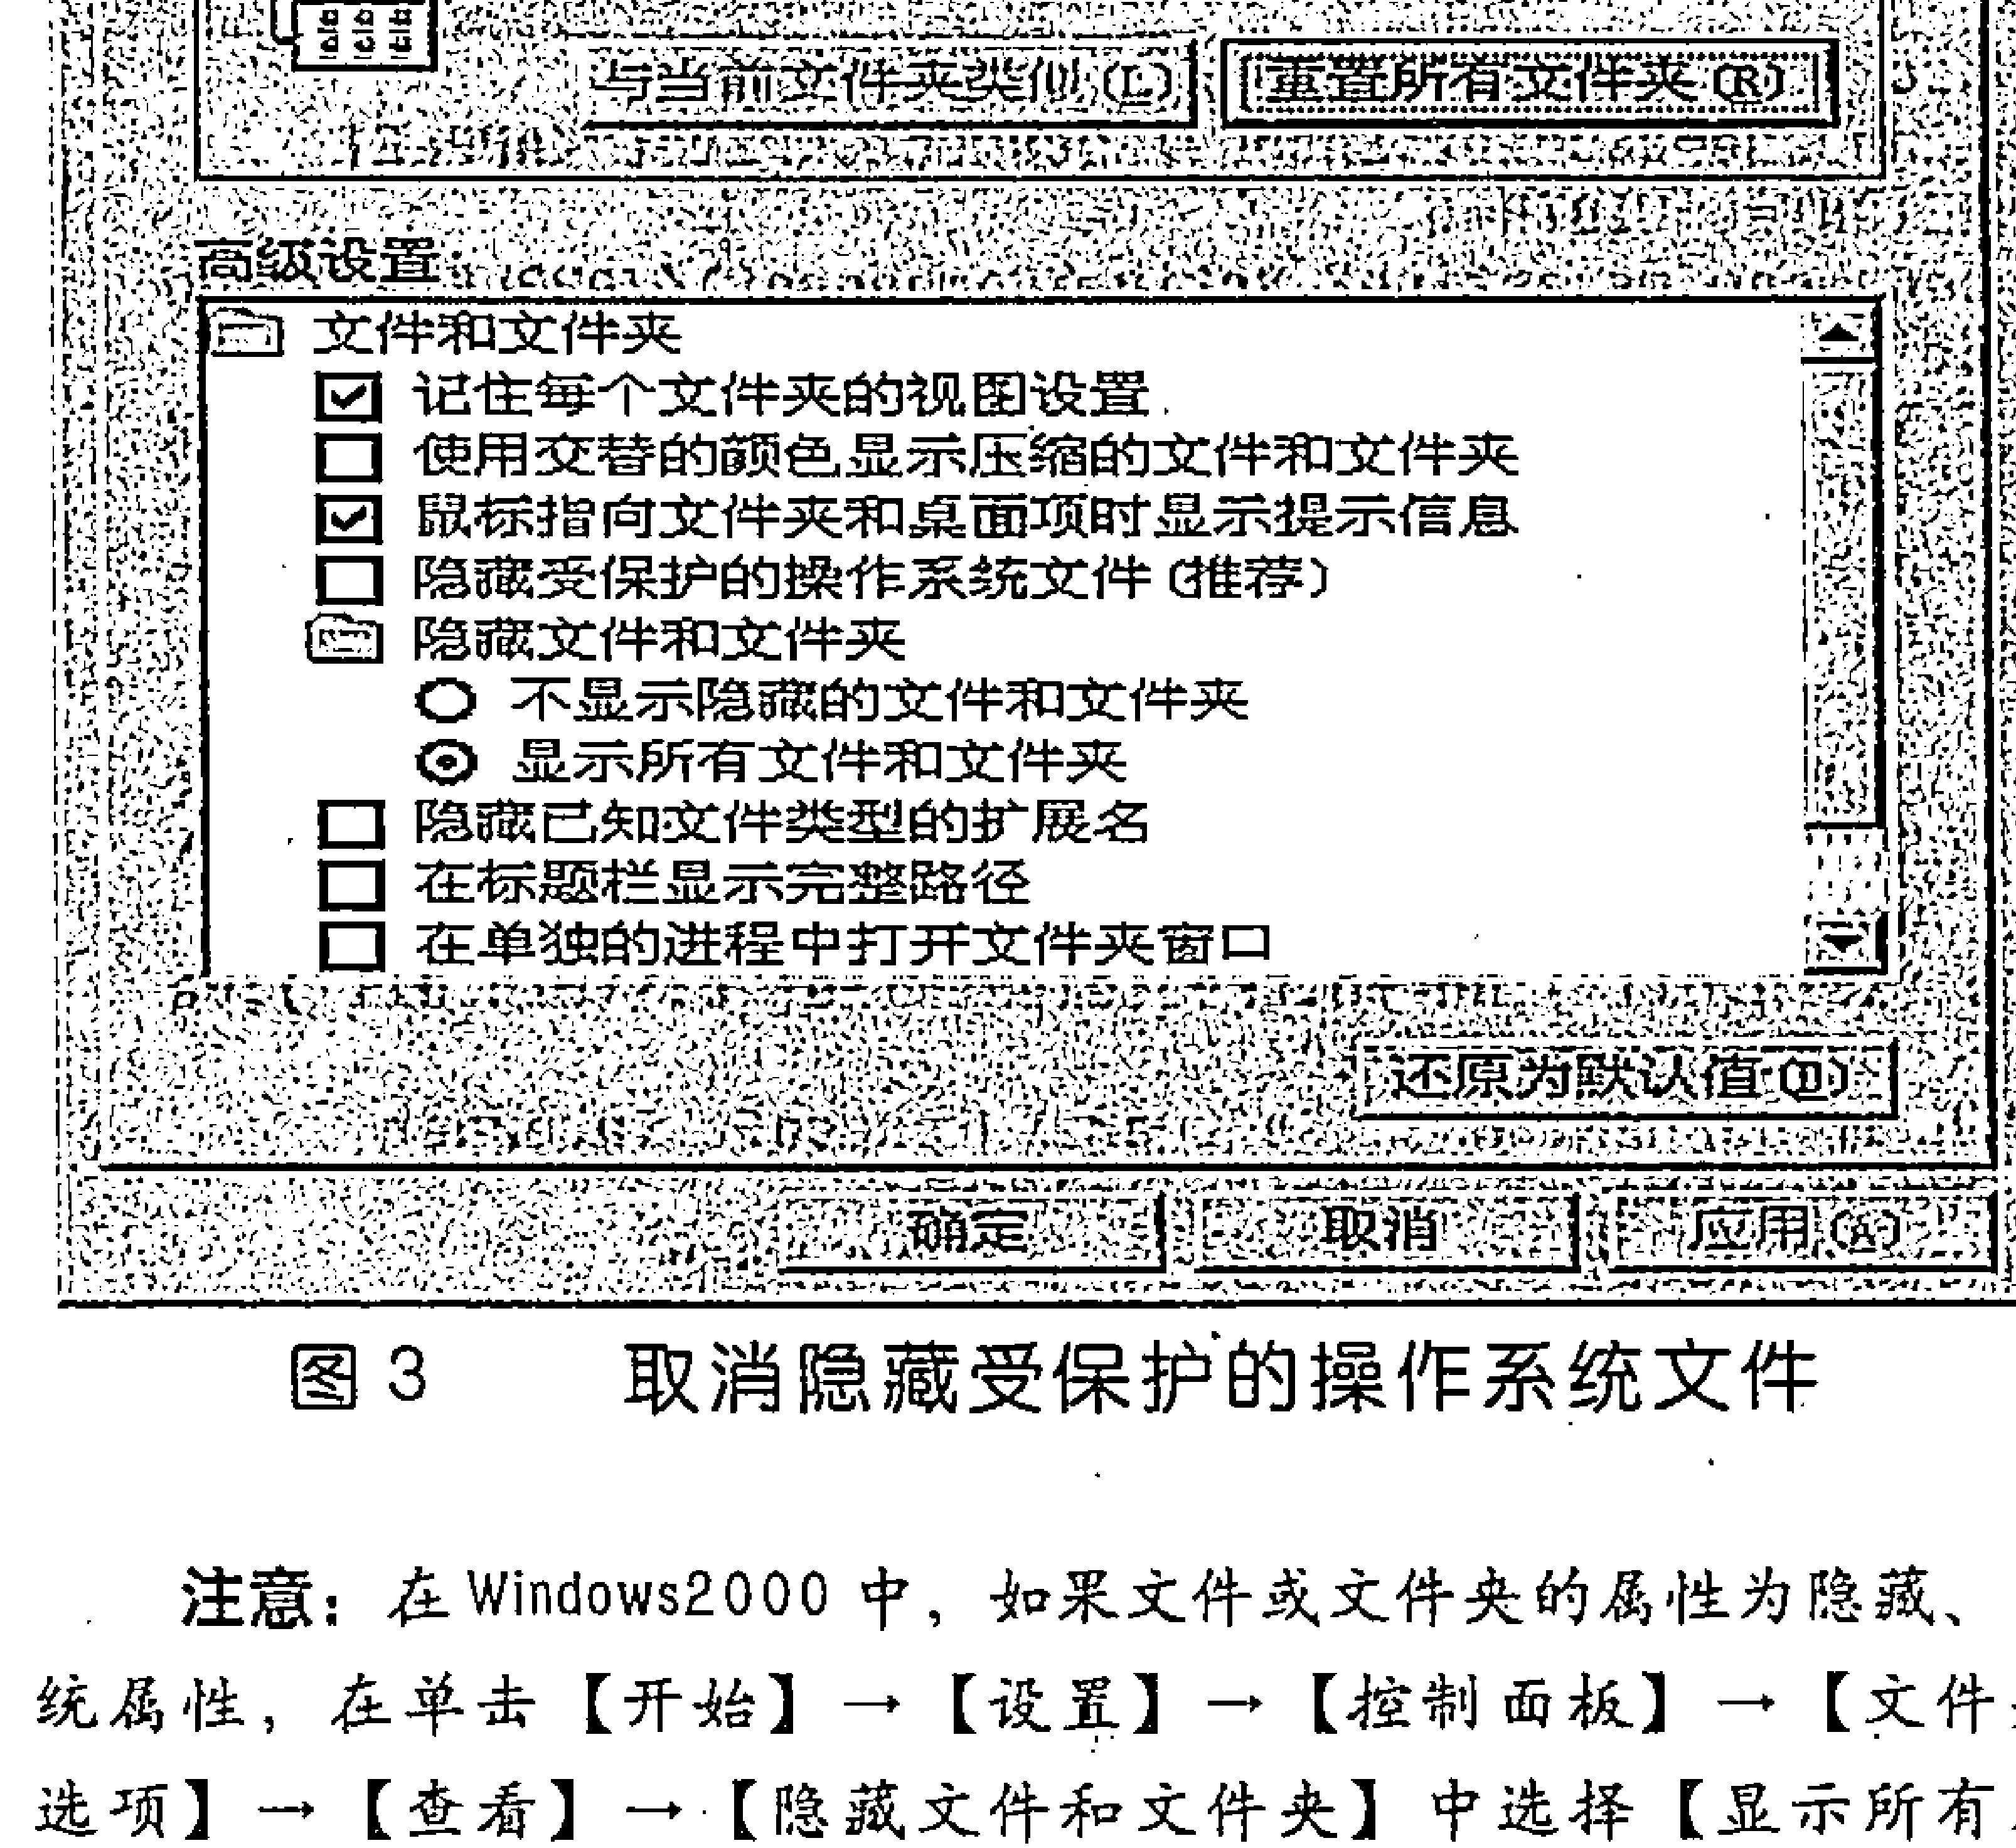 与当前文件夹类似(L) 重置所有文件夹(R)
高级设置:
文件和文件夹
记住每个文件夹的视图设置
使用交替的颜色显示压缩的文件和文件夹
鼠标指向文件夹和桌面项时显示提示信息
隐藏受保护的操作系统文件(推荐)
隐藏文件和文件夹
不显示隐藏的文件和文件夹
显示所有文件和文件夹
隐藏已知文件类型的扩展名
在标题栏显示完整路径
在单独的进程中打开文件夹窗口
还原为默认值(D)
确定 取消 应用(A)
图 3 取消隐藏受保护的操作系统文件
注意：在Windows2000 中，如果文件或文件夹的属性为隐藏、
统属性，在单击【开始】→【设置】→【控制面板】→【文件
选项】→【查看】→【隐藏文件和文件夹】中选择【显示所有